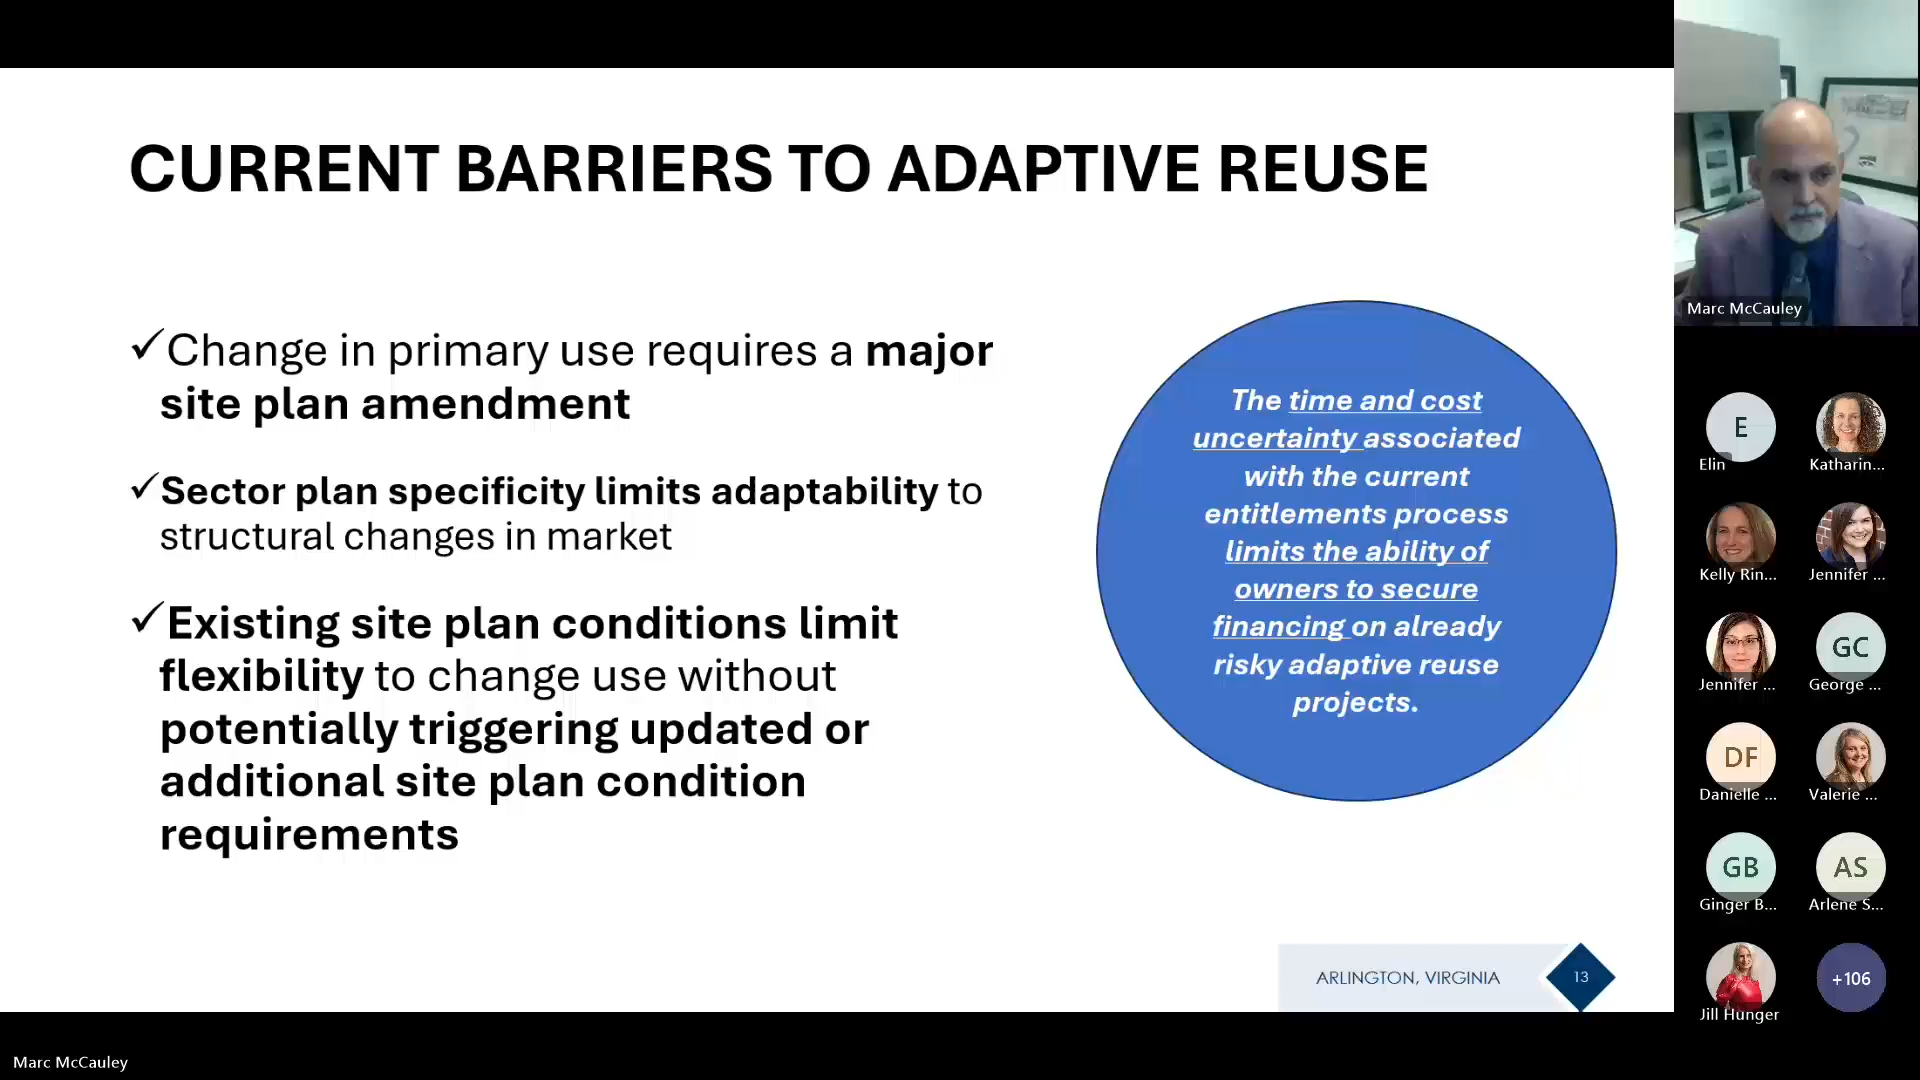 CURRENT BARRIERS TO ADAPTIVE REUSE
✓Change in primary use requires a major
site plan amendment
✓Sector plan specificity limits adaptability to
structural changes in market
✓Existing site plan conditions limit
flexibility to change use without
potentially triggering updated or
additional site plan condition
requirements
The time and cost
uncertainty associated
with the current
entitlements process
limits the ability of
owners to secure
financing on already
risky adaptive reuse
projects.
ARLINGTON, VIRGINIA
13
Marc McCauley
E
Elin
Katharin...
Kelly Rin...
Jennifer ...
Jennifer ...
GC
George ...
DF
Danielle ...
Valerie ...
GB
Ginger B...
AS
Arlene S...
Jill Hunger
+106
Marc McCauley